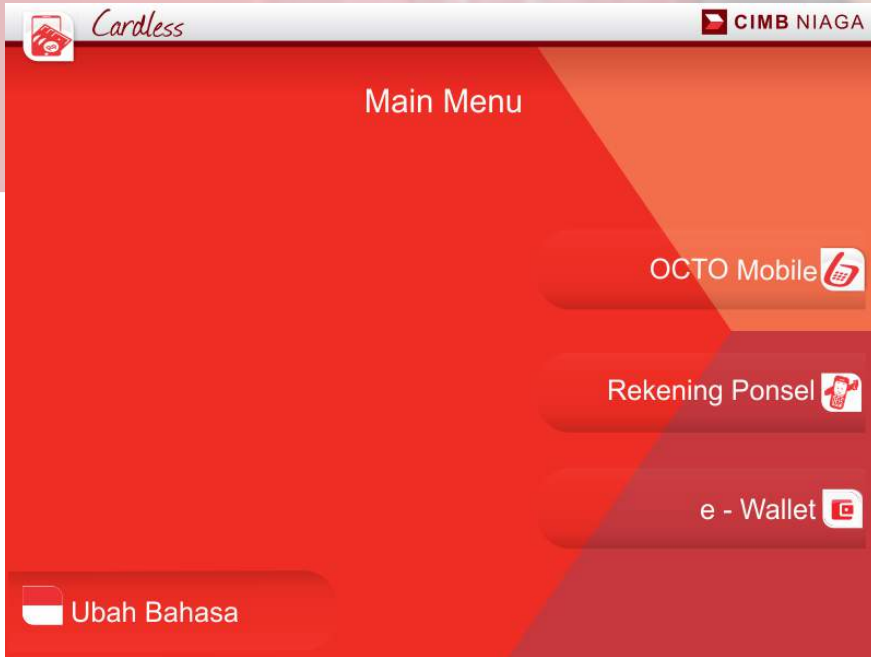 Cardless
CIMB NIAGA
Main Menu
OCTO Mobile
Rekening Ponsel
e - Wallet
Ubah Bahasa